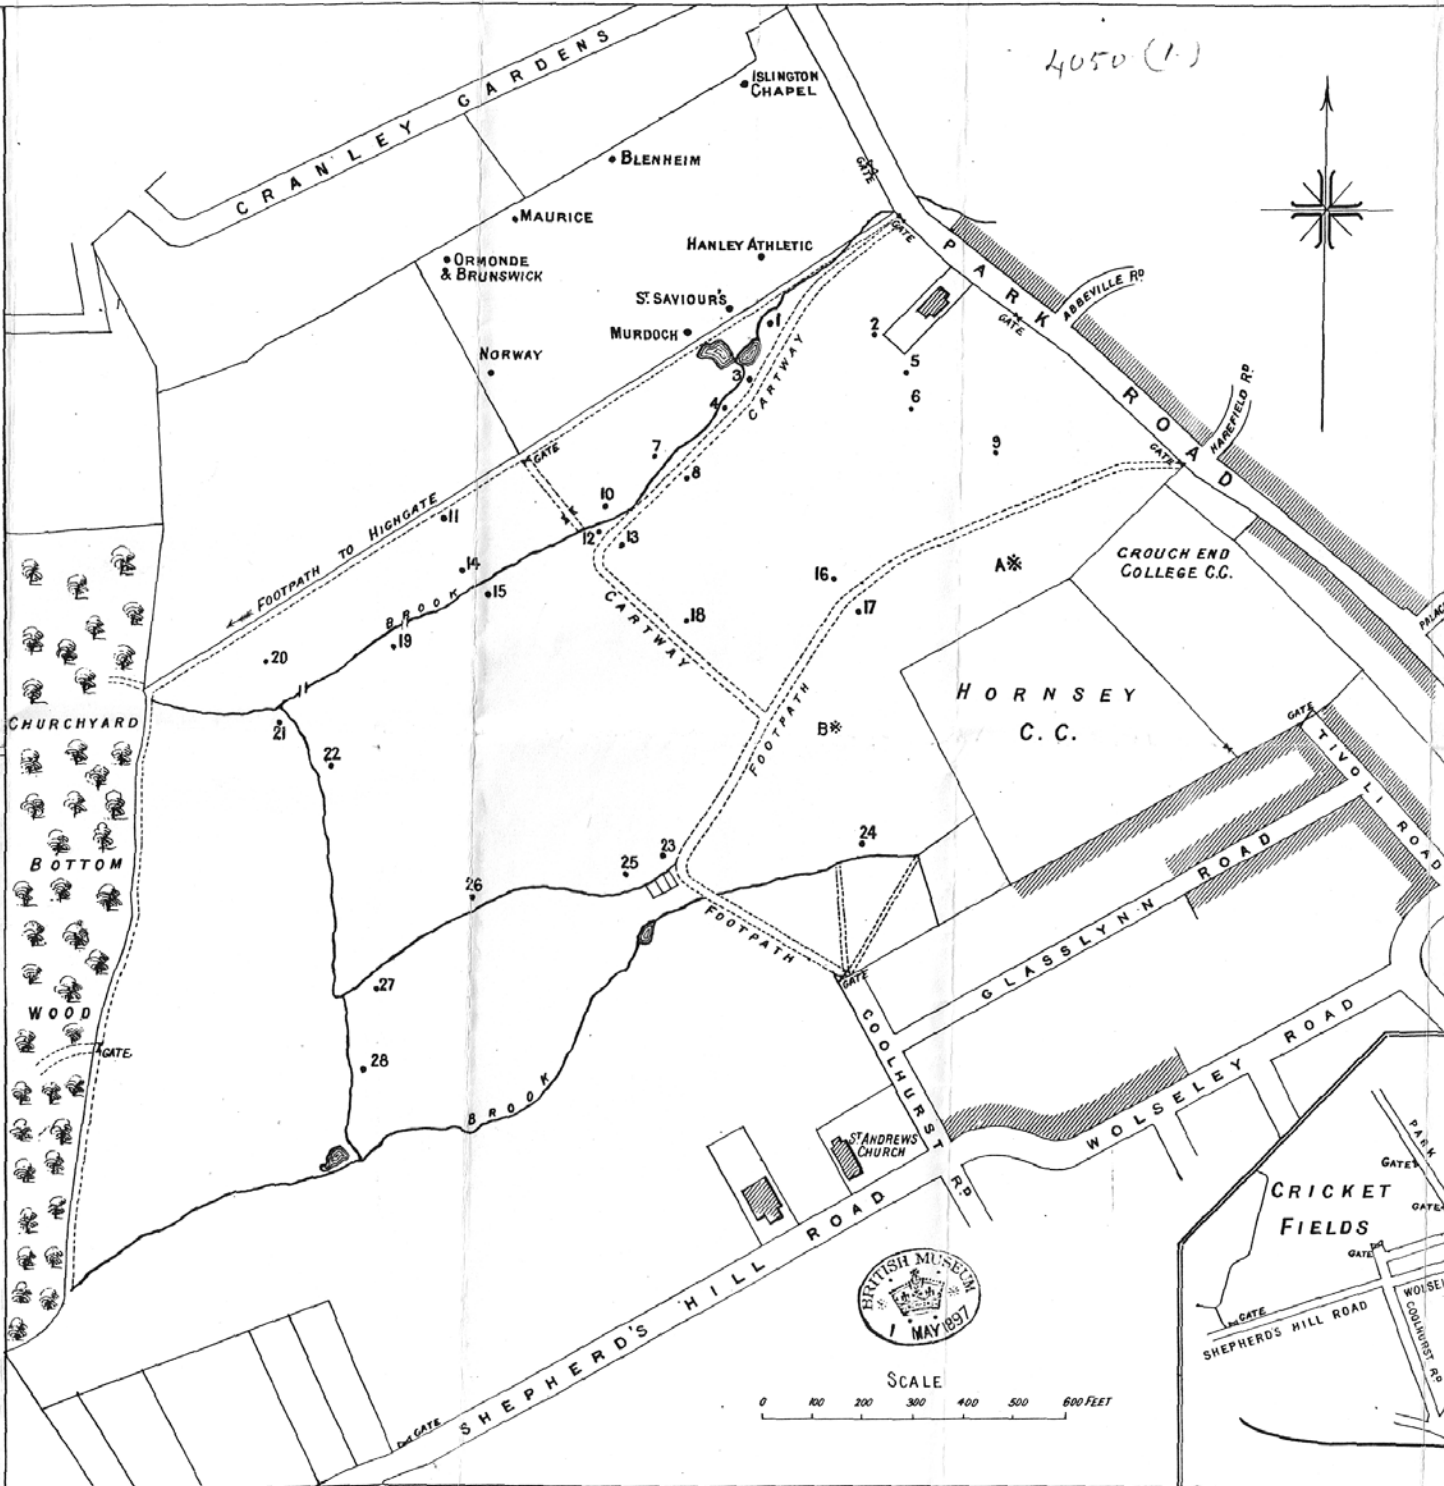 4050 (1.)
CRANLEY GARDENS
ISLINGTON
CHAPEL
BLENHEIM
MAURICE
ORMONDE
& BRUNSWICK
HANLEY ATHLETIC
ST. SAVIOUR'S
MURDOCH
NORWAY
GATE
GATE
PARK ROAD
GATE
ABBEVILLE RD
HAREFIELD RD.
GATE
1
2
3
4
5
6
7
8
9
CARTWAY
GATE
10
11
12
13
FOOTPATH TO HIGHGATE
14
15
BROOK
16
17
18
CARTWAY
19
20
21
22
A
B
CROUCH END
COLLEGE C.C.
HORNSEY
C. C.
FOOTPATH
CHURCHYARD
BOTTOM
WOOD
GATE
23
24
25
26
27
28
FOOTPATH
GATE
BROOK
GATE
TIVOLI ROAD
GLASSLYNN ROAD
COOLHURST RD
WOLSELEY ROAD
ST. ANDREWS
CHURCH
SHEPHERD'S HILL ROAD
GATE
BRITISH MUSEUM
1 MAY 1897
SCALE
0 100 200 300 400 500 600 FEET
CRICKET
FIELDS
PARK
GATE
GATE
GATE
GATE
SHEPHERD'S HILL ROAD
COOLHURST RD